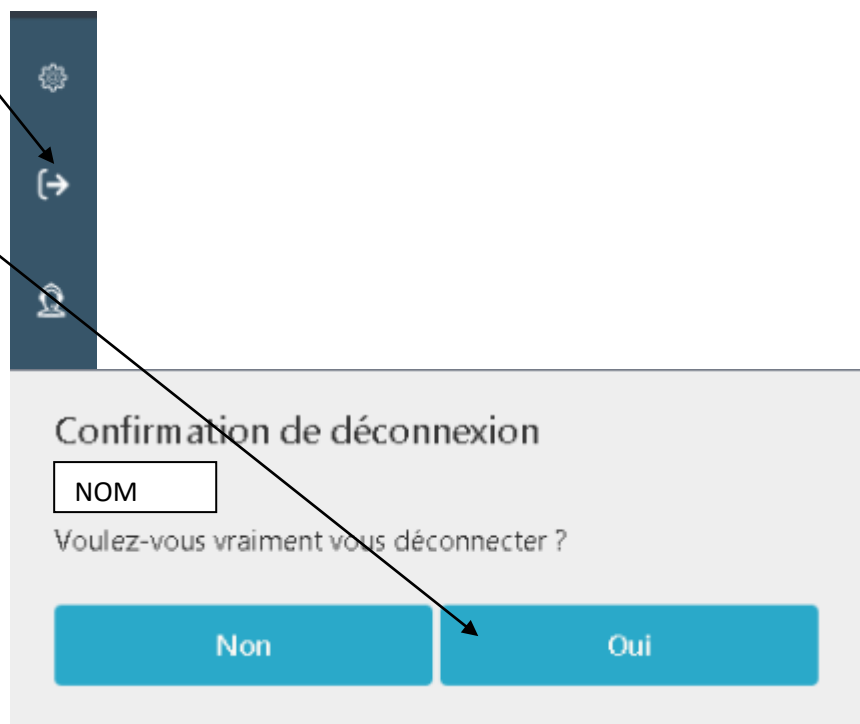 Confirmation de déconnexion
NOM
Voulez-vous vraiment vous déconnecter ?
Non
Oui